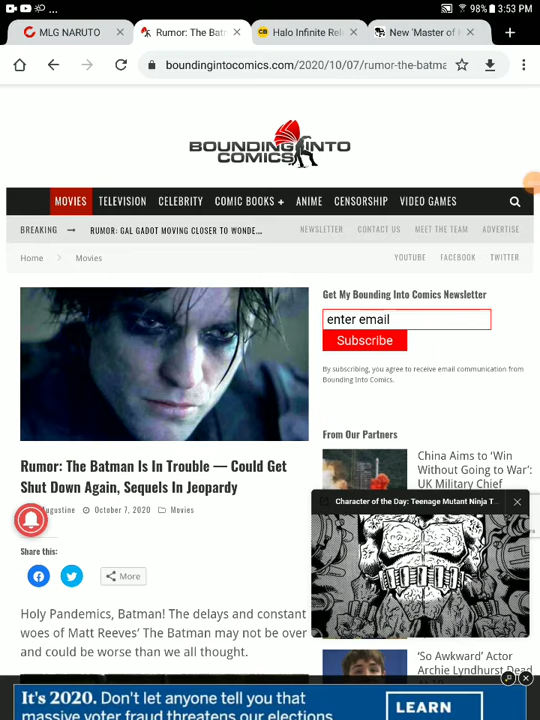 98% 3:53 PM
MLG NARUTO
Rumor: The Bat
Halo Infinite Rel
New 'Master of
boundingintocomics.com/2020/10/07/rumor-the-batma
BOUNDING INTO
COMICS
MOVIES TELEVISION CELEBRITY COMIC BOOKS + ANIME CENSORSHIP VIDEO GAMES
BREAKING → RUMOR: GAL GADOT MOVING CLOSER TO WONDE... NEWSLETTER CONTACT US MEET THE TEAM ADVERTISE
Home > Movies YOUTUBE FACEBOOK TWITTER
Get My Bounding Into Comics Newsletter
enter email
Subscribe
By subscribing, you agree to receive email communication from
Bounding Into Comics.
From Our Partners
China Aims to ‘Win
Without Going to War’:
UK Military Chief
Rumor: The Batman Is In Trouble — Could Get
Shut Down Again, Sequels In Jeopardy
ugustine October 7, 2020 Movies
Share this:
More
Character of the Day: Teenage Mutant Ninja T...
Holy Pandemics, Batman! The delays and constant
woes of Matt Reeves’ The Batman may not be over
and could be worse than we all thought.
‘So Awkward’ Actor
Archie Lyndhurst Dead
It's 2020. Don't let anyone tell you that
massive voter fraud threatens our elections
LEARN